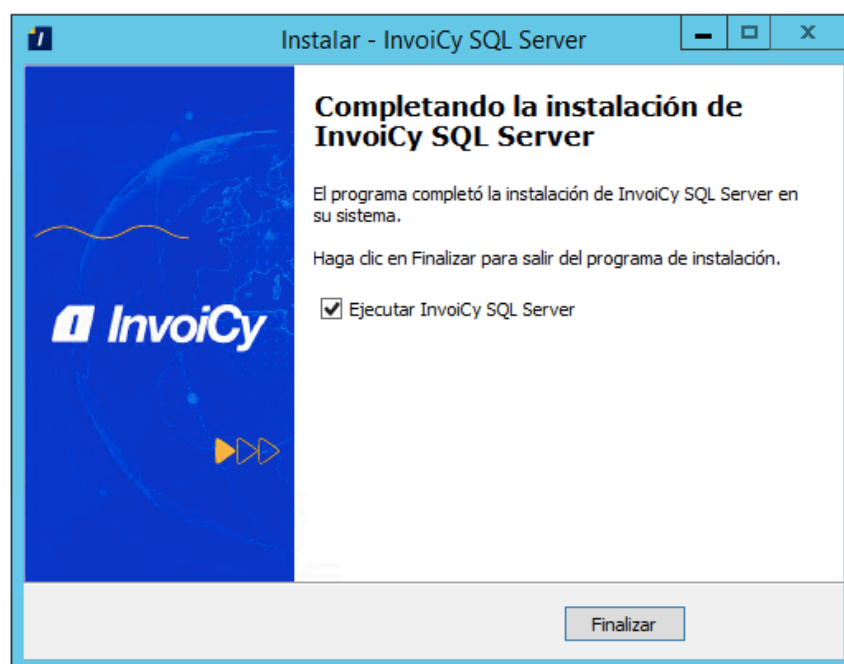 Instalar - InvoiCy SQL Server
Completando la instalación de
InvoiCy SQL Server
El programa completó la instalación de InvoiCy SQL Server en
su sistema.
Haga clic en Finalizar para salir del programa de instalación.
Ejecutar InvoiCy SQL Server
InvoiCy
Finalizar